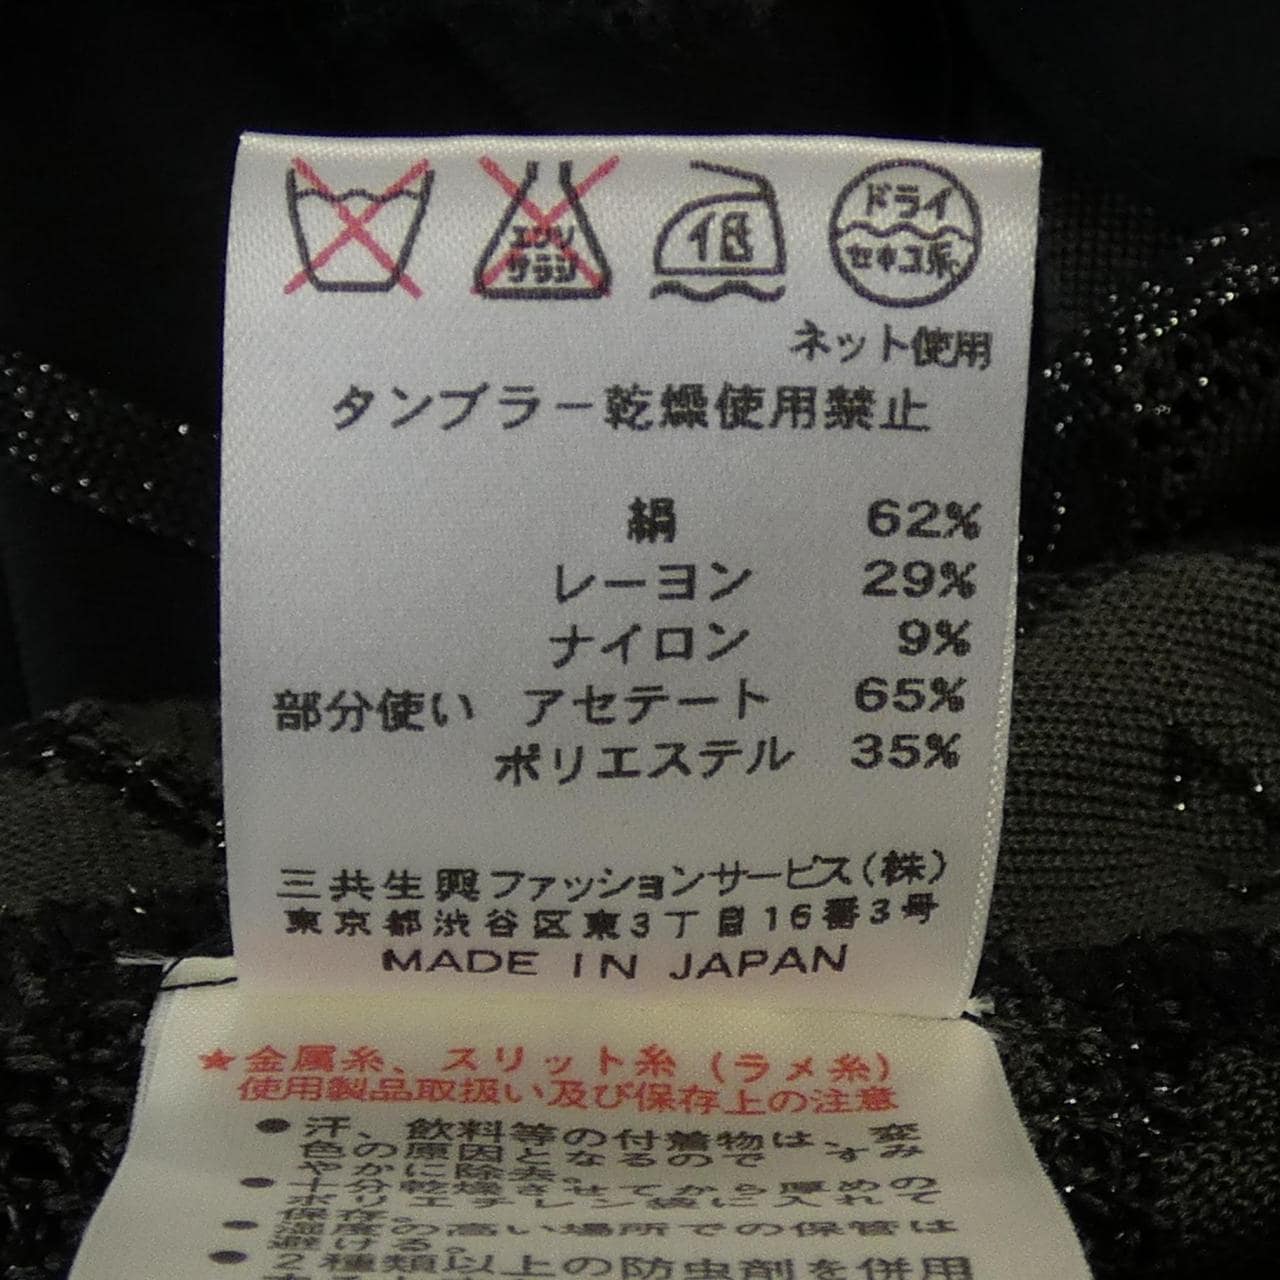 エンソ
サラシ
低
ドライ
セキユ系
ネット使用
タンブラー乾燥使用禁止
絹 62%
レーヨン 29%
ナイロン 9%
部分使い アセテート 65%
ポリエステル 35%
三共生興ファッションサービス(株)
東京都渋谷区東3丁目16番3号
MADE IN JAPAN
★金属糸、スリット糸(ラメ糸)
使用製品取扱い及び保存上の注意
●汗、飲料等の付着物は、変
色の原因となるので、すみ
やかに除去。
●十分乾燥させてから厚めの
ポリエチレン袋に入れて
保存。
●湿度の高い場所での保管は
避ける。
●2種類以上の防虫剤を併用